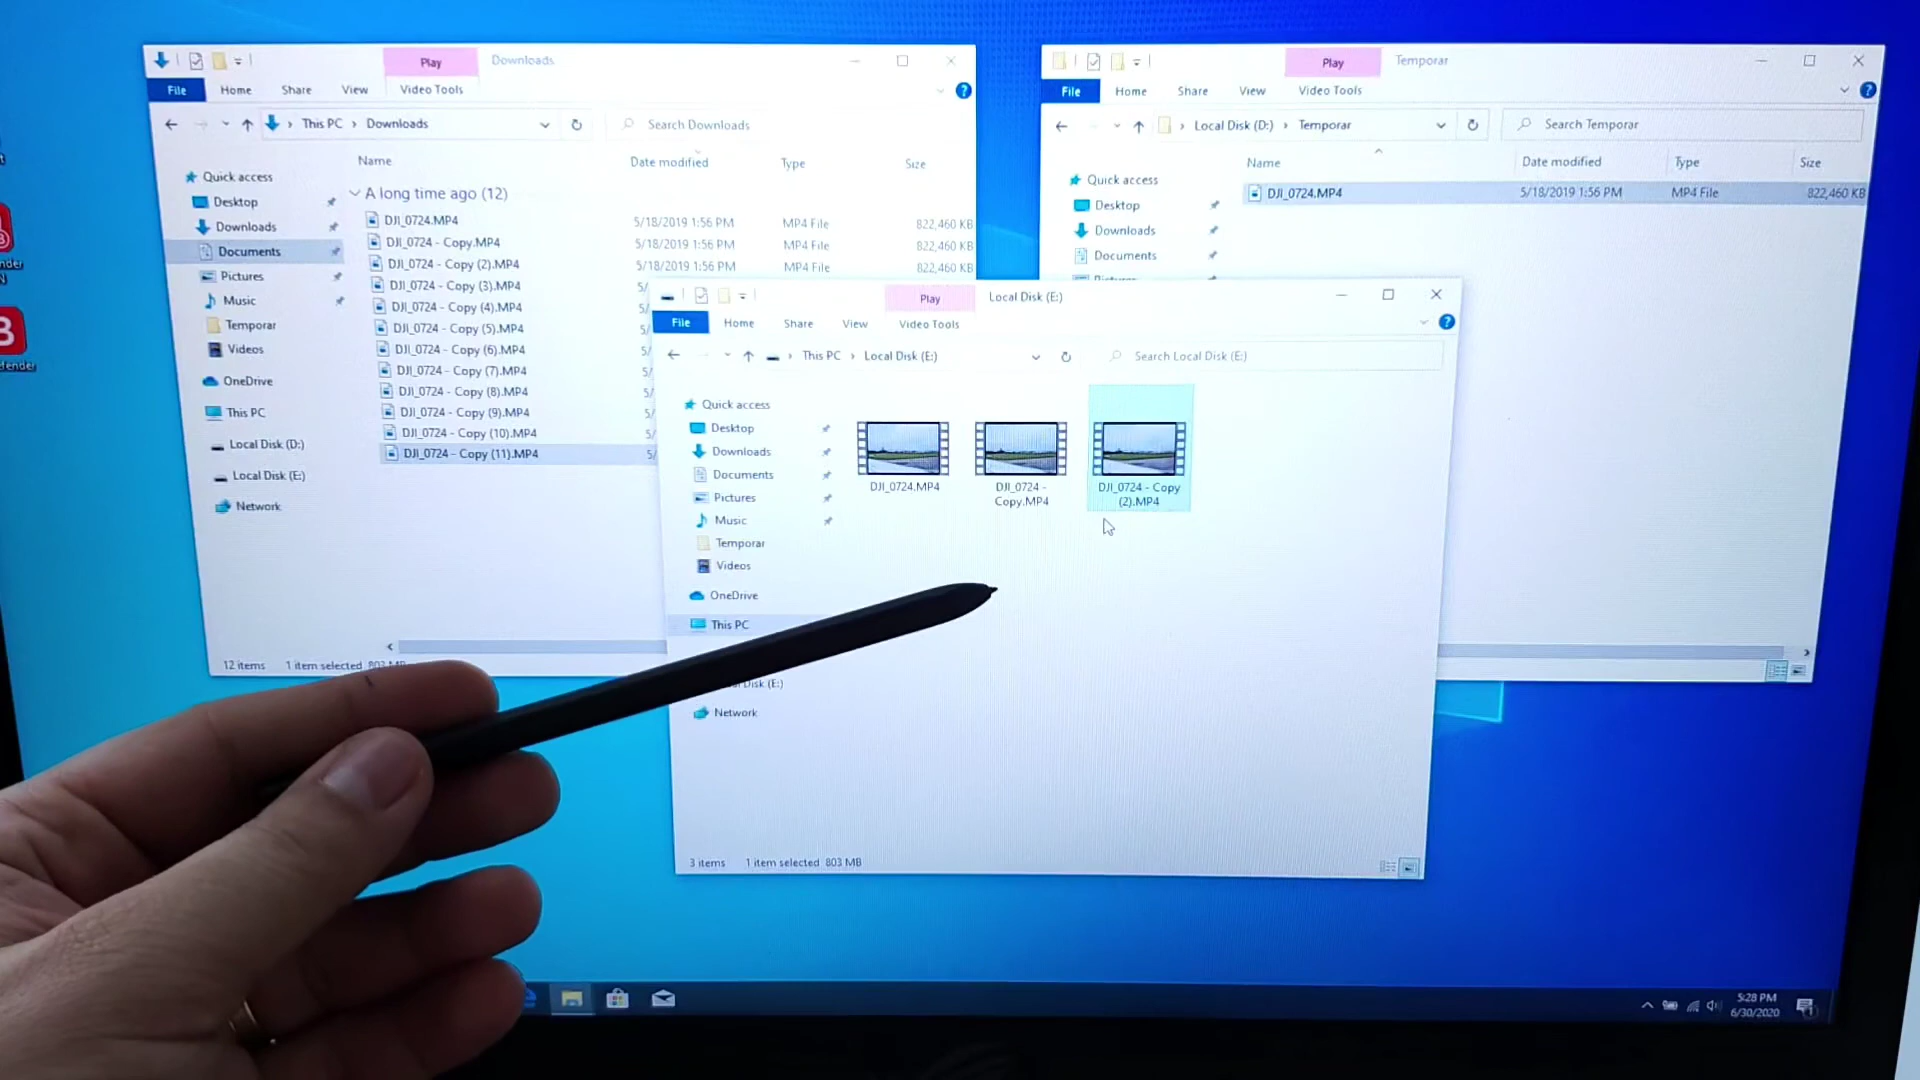 Play Downloads
File Home Share View Video Tools
This PC Downloads Search Downloads
Name Date modified Type Size
Quick access
Desktop
Downloads
Documents
Pictures
Music
Temporar
Videos
OneDrive
This PC
Local Disk (D:)
Local Disk (E:)
Network
A long time ago (12)
DJI_0724.MP4 5/18/2019 1:56 PM MP4 File 822,460 KB
DJI_0724 - Copy.MP4 5/18/2019 1:56 PM MP4 File 822,460 KB
DJI_0724 - Copy (2).MP4 5/18/2019 1:56 PM MP4 File 822,460 KB
DJI_0724 - Copy (3).MP4
DJI_0724 - Copy (4).MP4
DJI_0724 - Copy (5).MP4
DJI_0724 - Copy (6).MP4
DJI_0724 - Copy (7).MP4
DJI_0724 - Copy (8).MP4
DJI_0724 - Copy (9).MP4
DJI_0724 - Copy (10).MP4
DJI_0724 - Copy (11).MP4
12 items 1 item selected 803 MB
Play Temporar
File Home Share View Video Tools
Local Disk (D:) Temporar Search Temporar
Name Date modified Type Size
Quick access
Desktop
Downloads
Documents
DJI_0724.MP4 5/18/2019 1:56 PM MP4 File 822,460 KB
Play Local Disk (E:)
File Home Share View Video Tools
This PC Local Disk (E:) Search Local Disk (E:)
Quick access
Desktop
Downloads
Documents
Pictures
Music
Temporar
Videos
OneDrive
This PC
Disk (E:)
Network
DJI_0724.MP4
DJI_0724 -
Copy.MP4
DJI_0724 - Copy
(2).MP4
3 items 1 item selected 803 MB
5:28 PM
6/30/2020